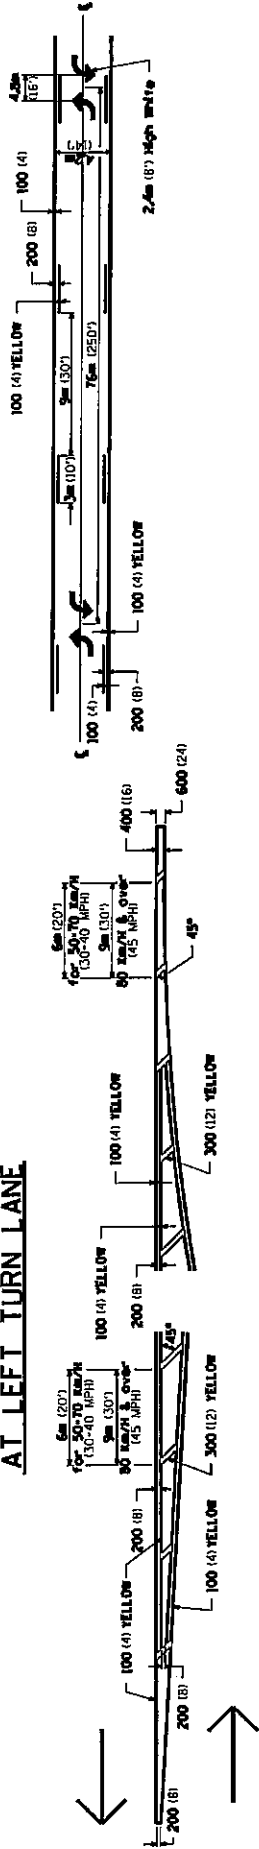 AT LEFT TURN LANE
6m (20')
for 50-70 Km/H
(30-40 MPH)
9m (30')
80 Km/H & over
(45 MPH)
100 (4) YELLOW
200 (8)
45°
200 (8)
200 (8)
100 (4) YELLOW
300 (12) YELLOW
6m (20')
for 50-70 Km/H
(30-40 MPH)
9m (30')
80 Km/H & over
(45 MPH)
400 (16)
600 (24)
100 (4) YELLOW
100 (4) YELLOW
200 (8)
300 (12) YELLOW
45°
4.8m
(16')
100 (4)
200 (8)
100 (4) YELLOW
9m (30')
3m (10')
(14')
76m (250')
2.4m (8') High White
℄
℄
100 (4)
200 (8)
100 (4) YELLOW